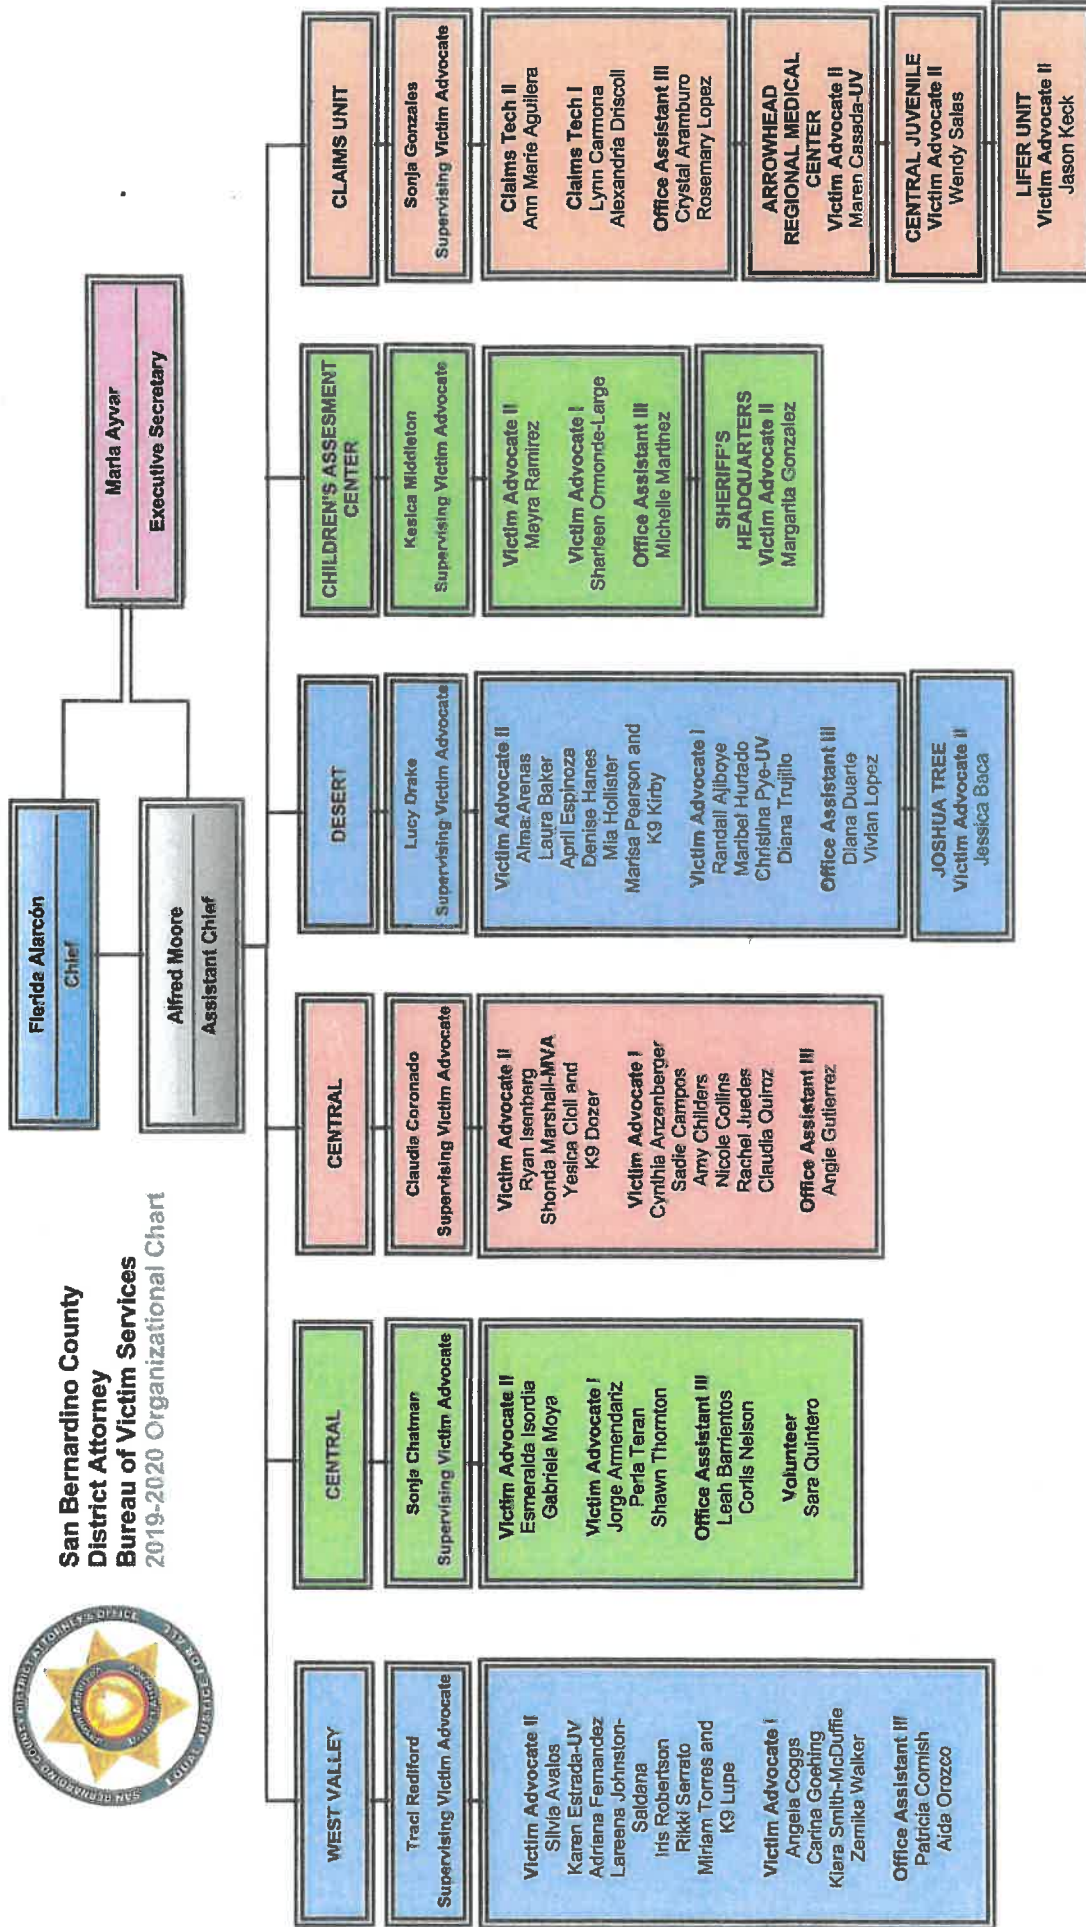 San Bernardino County
District Attorney
Bureau of Victim Services
2019-2020 Organizational Chart
SAN BERNARDINO COUNTY DISTRICT ATTORNEY'S OFFICE
Florida Alarcón
Chief
Alfred Moore
Assistant Chief
Maria Ayvar
Executive Secretary
WEST VALLEY
Traci Rediford
Supervising Victim Advocate
Victim Advocate II
Silvia Avalos
Karen Estrada-UV
Adriana Fernandez
Lareena Johnston-
Saldana
Iris Robertson
Rikki Serrato
Miriam Torres and
K9 Lupe
Victim Advocate I
Angela Coggs
Carina Goehring
Kiara Smith-McDuffie
Zernika Walker
Office Assistant III
Patricia Cornish
Aida Orozco
CENTRAL
Sonja Chatman
Supervising Victim Advocate
Victim Advocate II
Esmeralda Isordia
Gabriela Moya
Victim Advocate I
Jorge Armendariz
Perla Teran
Shawn Thornton
Office Assistant III
Leah Barrientos
Corlis Nelson
Volunteer
Sara Quintero
CENTRAL
Claudia Coronado
Supervising Victim Advocate
Victim Advocate II
Ryan Isenberg
Shonda Marshall-MVA
Yesica Cioll and
K9 Dozer
Victim Advocate I
Cynthia Anzenberger
Sadie Campos
Amy Childers
Nicole Collins
Rachel Juedes
Claudia Quiroz
Office Assistant III
Angie Gutierrez
DESERT
Lucy Drake
Supervising Victim Advocate
Victim Advocate II
Alma Arenas
Laura Baker
April Espinoza
Denise Hanes
Mia Hollister
Marisa Pearson and
K9 Kirby
Victim Advocate I
Randall Ajiboye
Maribel Hurtado
Christina Pye-UV
Diana Trujillo
Office Assistant III
Diana Duarte
Vivian Lopez
JOSHUA TREE
Victim Advocate II
Jessica Baca
CHILDREN'S ASSESMENT
CENTER
Kesica Middleton
Supervising Victim Advocate
Victim Advocate II
Mayra Ramirez
Victim Advocate I
Sharleen Ormonde-Large
Office Assistant III
Michelle Martinez
SHERIFF'S
HEADQUARTERS
Victim Advocate II
Margarita Gonzalez
CLAIMS UNIT
Sonja Gonzales
Supervising Victim Advocate
Claims Tech II
Ann Marie Aguilera
Claims Tech I
Lynn Carmona
Alexandria Driscoll
Office Assistant III
Crystal Aramburo
Rosemary Lopez
ARROWHEAD
REGIONAL MEDICAL
CENTER
Victim Advocate II
Maren Casada-UV
CENTRAL JUVENILE
Victim Advocate II
Wendy Salas
LIFER UNIT
Victim Advocate II
Jason Keck